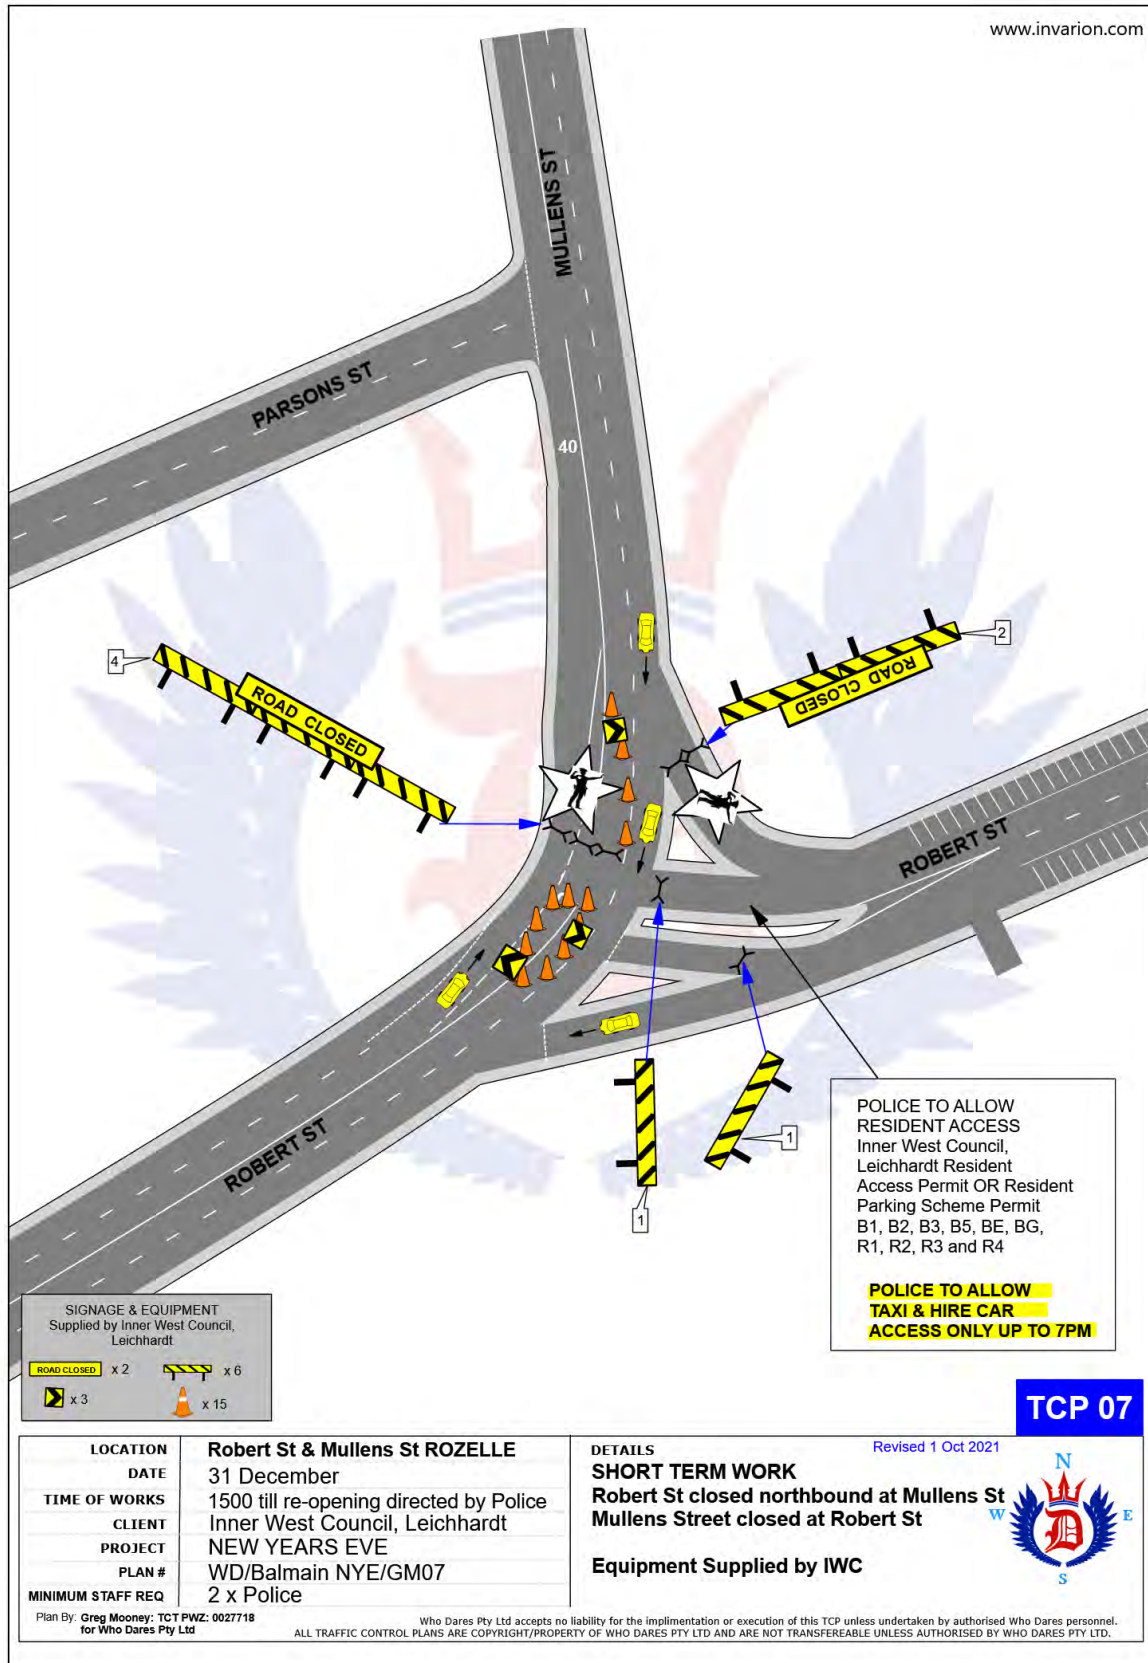 www.invarion.com
MULLENS ST
PARSONS ST
40
4
ROAD CLOSED
2
ROAD CLOSED
ROBERT ST
ROBERT ST
1
1
POLICE TO ALLOW
RESIDENT ACCESS
Inner West Council,
Leichhardt Resident
Access Permit OR Resident
Parking Scheme Permit
B1, B2, B3, B5, BE, BG,
R1, R2, R3 and R4
POLICE TO ALLOW
TAXI & HIRE CAR
ACCESS ONLY UP TO 7PM
SIGNAGE & EQUIPMENT
Supplied by Inner West Council,
Leichhardt
ROAD CLOSED x 2 x 6
x 3 x 15
TCP 07
LOCATION Robert St & Mullens St ROZELLE
DATE 31 December
TIME OF WORKS 1500 till re-opening directed by Police
CLIENT Inner West Council, Leichhardt
PROJECT NEW YEARS EVE
PLAN # WD/Balmain NYE/GM07
MINIMUM STAFF REQ 2 x Police
DETAILS Revised 1 Oct 2021
SHORT TERM WORK
Robert St closed northbound at Mullens St
Mullens Street closed at Robert St
Equipment Supplied by IWC
N
W E
D
S
Plan By: Greg Mooney: TCT PWZ: 0027718
for Who Dares Pty Ltd
Who Dares Pty Ltd accepts no liability for the implimentation or execution of this TCP unless undertaken by authorised Who Dares personnel.
ALL TRAFFIC CONTROL PLANS ARE COPYRIGHT/PROPERTY OF WHO DARES PTY LTD AND ARE NOT TRANSFEREABLE UNLESS AUTHORISED BY WHO DARES PTY LTD.